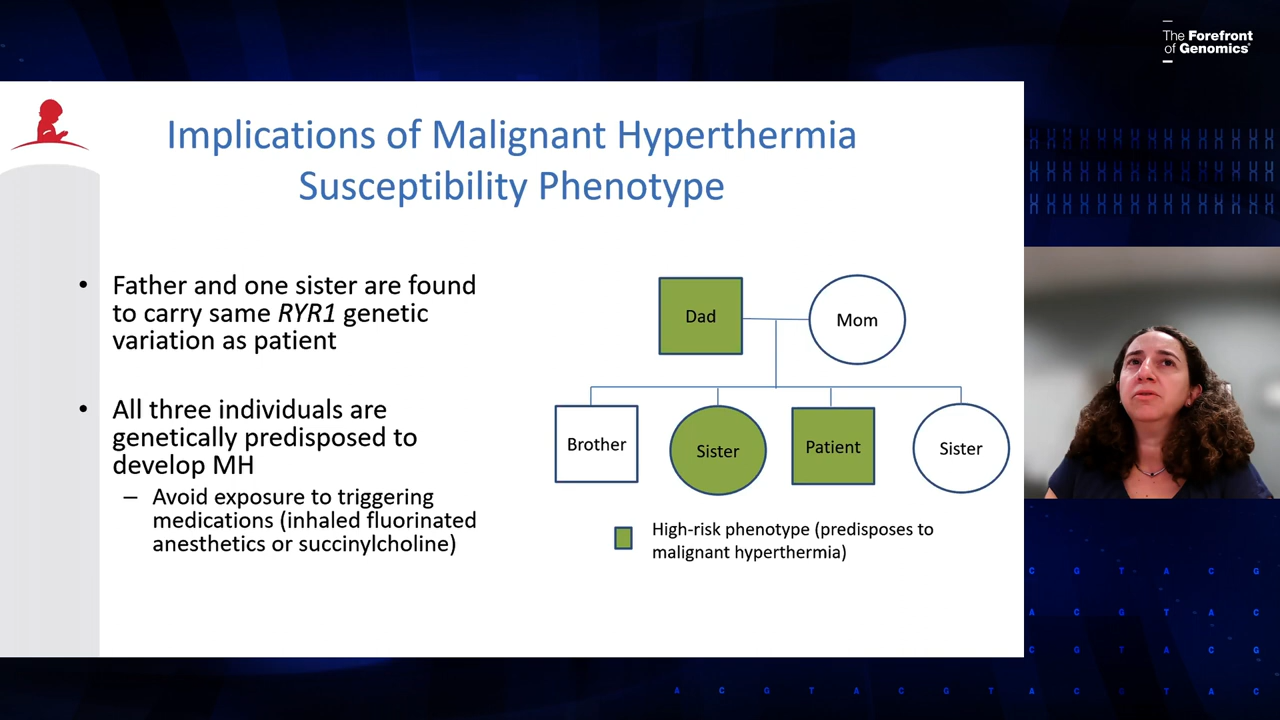 The Forefront
of Genomics®
Implications of Malignant Hyperthermia
Susceptibility Phenotype
• Father and one sister are found
to carry same RYR1 genetic
variation as patient
• All three individuals are
genetically predisposed to
develop MH
– Avoid exposure to triggering
medications (inhaled fluorinated
anesthetics or succinylcholine)
Dad
Mom
Brother
Sister
Patient
Sister
High-risk phenotype (predisposes to
malignant hyperthermia)
C G T A C G
A C G T A C
C G T A C G
A C G T A C G T A C G T A C